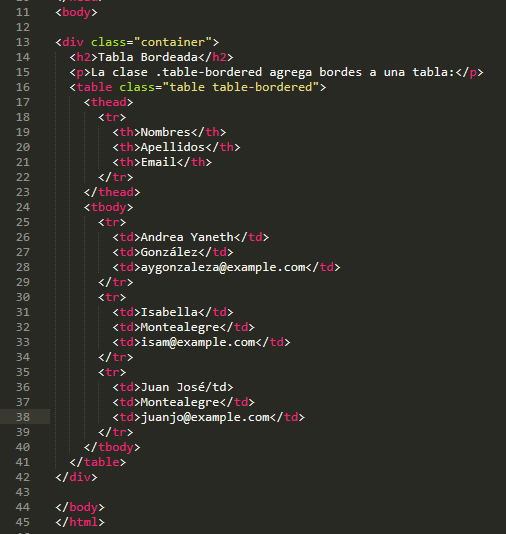 11 <body>
12
13 <div class="container">
14 <h2>Tabla Bordeada</h2>
15 <p>La clase .table-bordered agrega bordes a una tabla:</p>
16 <table class="table table-bordered">
17 <thead>
18 <tr>
19 <th>Nombres</th>
20 <th>Apellidos</th>
21 <th>Email</th>
22 </tr>
23 </thead>
24 <tbody>
25 <tr>
26 <td>Andrea Yaneth</td>
27 <td>González</td>
28 <td>aygonzaleza@example.com</td>
29 </tr>
30 <tr>
31 <td>Isabella</td>
32 <td>Montealegre</td>
33 <td>isam@example.com</td>
34 </tr>
35 <tr>
36 <td>Juan José/td>
37 <td>Montealegre</td>
38 <td>juanjo@example.com</td>
39 </tr>
40 </tbody>
41 </table>
42 </div>
43
44 </body>
45 </html>